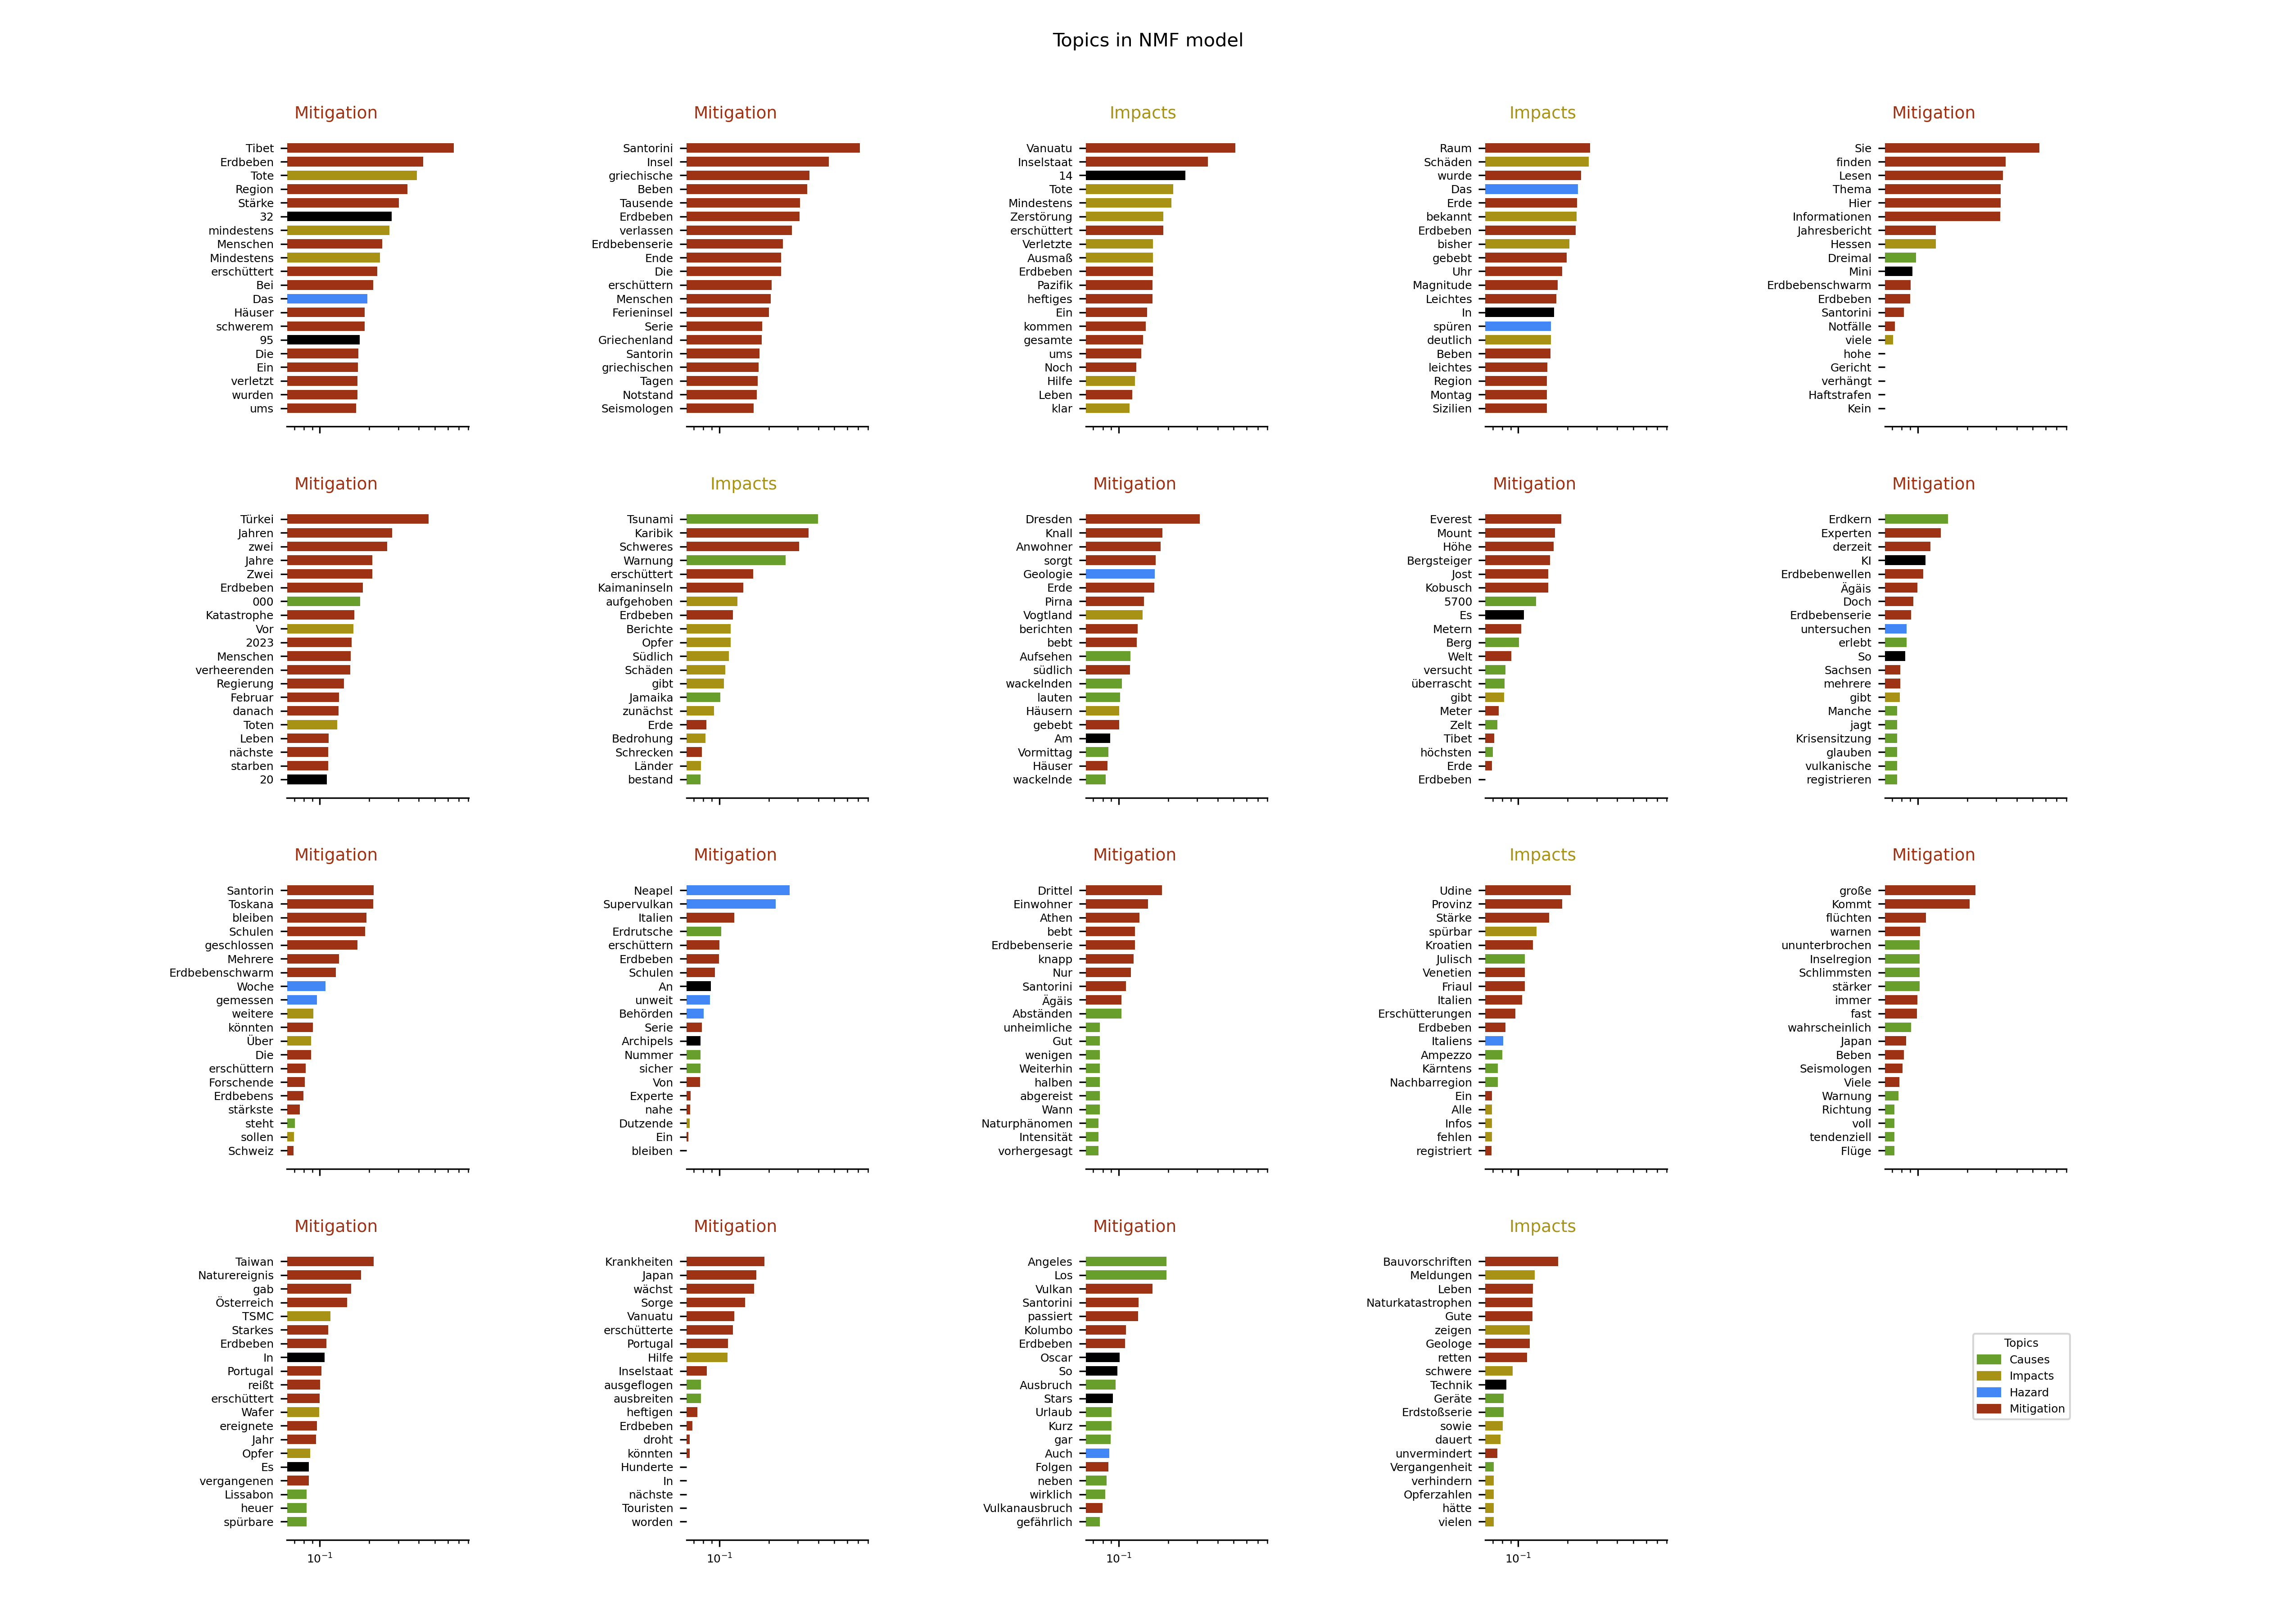 Topics in NMF model
Mitigation
Tibet
Erdbeben
Tote
Region
Stärke
32
mindestens
Menschen
Mindestens
erschüttert
Bei
Das
Häuser
schwerem
95
Die
Ein
verletzt
wurden
ums
Mitigation
Santorini
Insel
griechische
Beben
Tausende
Erdbeben
verlassen
Erdbebenserie
Ende
Die
erschüttern
Menschen
Ferieninsel
Serie
Griechenland
Santorin
griechischen
Tagen
Notstand
Seismologen
Impacts
Vanuatu
Inselstaat
14
Tote
Mindestens
Zerstörung
erschüttert
Verletzte
Ausmaß
Erdbeben
Pazifik
heftiges
Ein
kommen
gesamte
ums
Noch
Hilfe
Leben
klar
Impacts
Raum
Schäden
wurde
Das
Erde
bekannt
Erdbeben
bisher
gebebt
Uhr
Magnitude
Leichtes
In
spüren
deutlich
Beben
leichtes
Region
Montag
Sizilien
Mitigation
Sie
finden
Lesen
Thema
Hier
Informationen
Jahresbericht
Hessen
Dreimal
Mini
Erdbebenschwarm
Erdbeben
Santorini
Notfälle
viele
hohe
Gericht
verhängt
Haftstrafen
Kein
Mitigation
Türkei
Jahren
zwei
Jahre
Zwei
Erdbeben
000
Katastrophe
Vor
2023
Menschen
verheerenden
Regierung
Februar
danach
Toten
Leben
nächste
starben
20
Impacts
Tsunami
Karibik
Schweres
Warnung
erschüttert
Kaimaninseln
aufgehoben
Erdbeben
Berichte
Opfer
Südlich
Schäden
gibt
Jamaika
zunächst
Erde
Bedrohung
Schrecken
Länder
bestand
Mitigation
Dresden
Knall
Anwohner
sorgt
Geologie
Erde
Pirna
Vogtland
berichten
bebt
Aufsehen
südlich
wackelnden
lauten
Häusern
gebebt
Am
Vormittag
Häuser
wackelnde
Mitigation
Everest
Mount
Höhe
Bergsteiger
Jost
Kobusch
5700
Es
Metern
Berg
Welt
versucht
überrascht
gibt
Meter
Zelt
Tibet
höchsten
Erde
Erdbeben
Mitigation
Erdkern
Experten
derzeit
KI
Erdbebenwellen
Ägäis
Doch
Erdbebenserie
untersuchen
erlebt
So
Sachsen
mehrere
gibt
Manche
jagt
Krisensitzung
glauben
vulkanische
registrieren
Mitigation
Santorin
Toskana
bleiben
Schulen
geschlossen
Mehrere
Erdbebenschwarm
Woche
gemessen
weitere
könnten
Über
Die
erschüttern
Forschende
Erdbebens
stärkste
steht
sollen
Schweiz
Mitigation
Neapel
Supervulkan
Italien
Erdrutsche
erschüttern
Erdbeben
Schulen
An
unweit
Behörden
Serie
Archipels
Nummer
sicher
Von
Experte
nahe
Dutzende
Ein
bleiben
Mitigation
Drittel
Einwohner
Athen
bebt
Erdbebenserie
knapp
Nur
Santorini
Ägäis
Abständen
unheimliche
Gut
wenigen
Weiterhin
halben
abgereist
Wann
Naturphänomen
Intensität
vorhergesagt
Impacts
Udine
Provinz
Stärke
spürbar
Kroatien
Julisch
Venetien
Friaul
Italien
Erschütterungen
Erdbeben
Italiens
Ampezzo
Kärntens
Nachbarregion
Ein
Alle
Infos
fehlen
registriert
Mitigation
große
Kommt
flüchten
warnen
ununterbrochen
Inselregion
Schlimmsten
stärker
immer
fast
wahrscheinlich
Japan
Beben
Seismologen
Viele
Warnung
Richtung
voll
tendenziell
Flüge
Mitigation
Taiwan
Naturereignis
gab
Österreich
TSMC
Starkes
Erdbeben
In
Portugal
reißt
erschüttert
Wafer
ereignete
Jahr
Opfer
Es
vergangenen
Lissabon
heuer
spürbare
10⁻¹
Mitigation
Krankheiten
Japan
wächst
Sorge
Vanuatu
erschütterte
Portugal
Hilfe
Inselstaat
ausgeflogen
ausbreiten
heftigen
Erdbeben
droht
könnten
Hunderte
In
nächste
Touristen
worden
10⁻¹
Mitigation
Angeles
Los
Vulkan
Santorini
passiert
Kolumbo
Erdbeben
Oscar
So
Ausbruch
Stars
Urlaub
Kurz
gar
Auch
Folgen
neben
wirklich
Vulkanausbruch
gefährlich
10⁻¹
Impacts
Bauvorschriften
Meldungen
Leben
Naturkatastrophen
Gute
zeigen
Geologe
retten
schwere
Technik
Geräte
Erdstoßserie
sowie
dauert
unvermindert
Vergangenheit
verhindern
Opferzahlen
hätte
vielen
10⁻¹
Topics
Causes
Impacts
Hazard
Mitigation